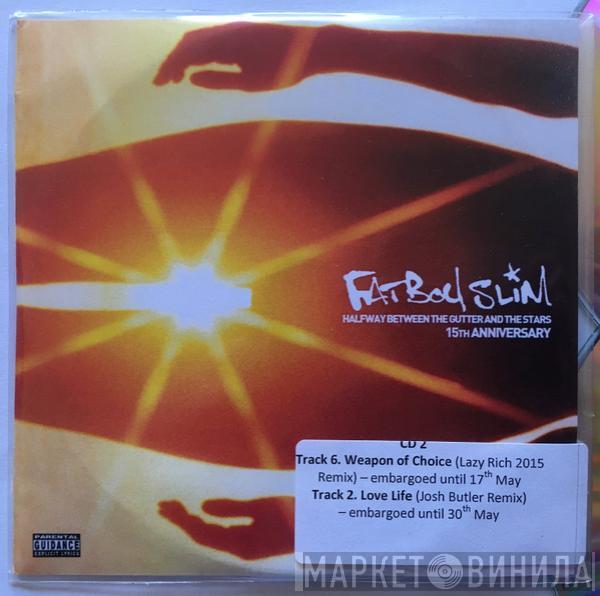 FATBOY SLIM
HALFWAY BETWEEN THE GUTTER AND THE STARS
15TH ANNIVERSARY
CD 2
Track 6. Weapon of Choice (Lazy Rich 2015
Remix) – embargoed until 17th May
Track 2. Love Life (Josh Butler Remix)
– embargoed until 30th May
PARENTAL
GUIDANCE
EXPLICIT LYRICS
МАРКЕТ ВИНИЛА